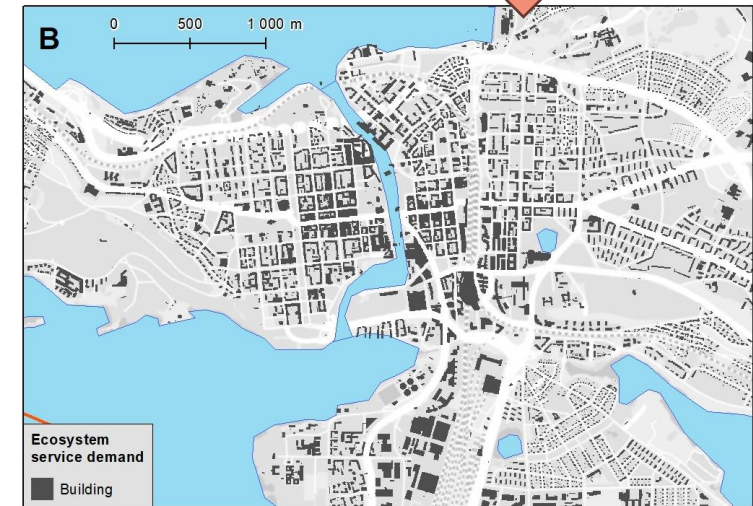 B
0 500 1 000 m
Ecosystem
service demand
Building